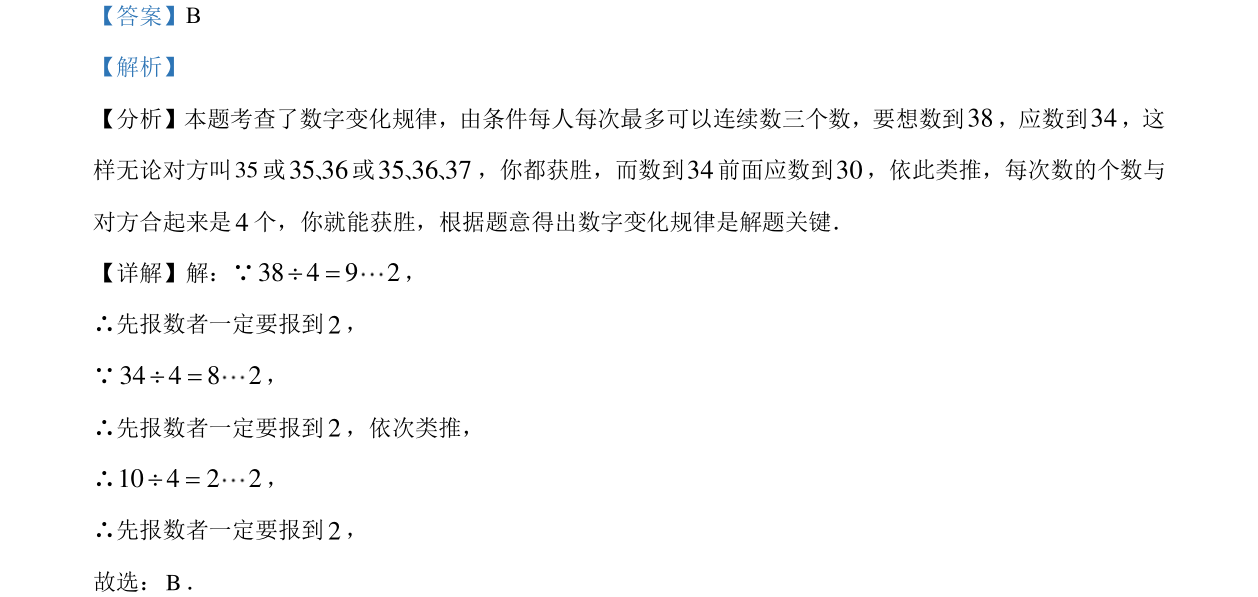 【答案】B
【解析】
【分析】本题考查了数字变化规律，由条件每人每次最多可以连续数三个数，要想数到38，应数到34，这
样无论对方叫35或35、36或35、36、37，你都获胜，而数到34前面应数到30，依此类推，每次数的个数与
对方合起来是4个，你就能获胜，根据题意得出数字变化规律是解题关键．
【详解】解：∵38÷4=9⋯2，
∴先报数者一定要报到2，
∵34÷4=8⋯2，
∴先报数者一定要报到2，依次类推，
∴10÷4=2⋯2，
∴先报数者一定要报到2，
故选：B．